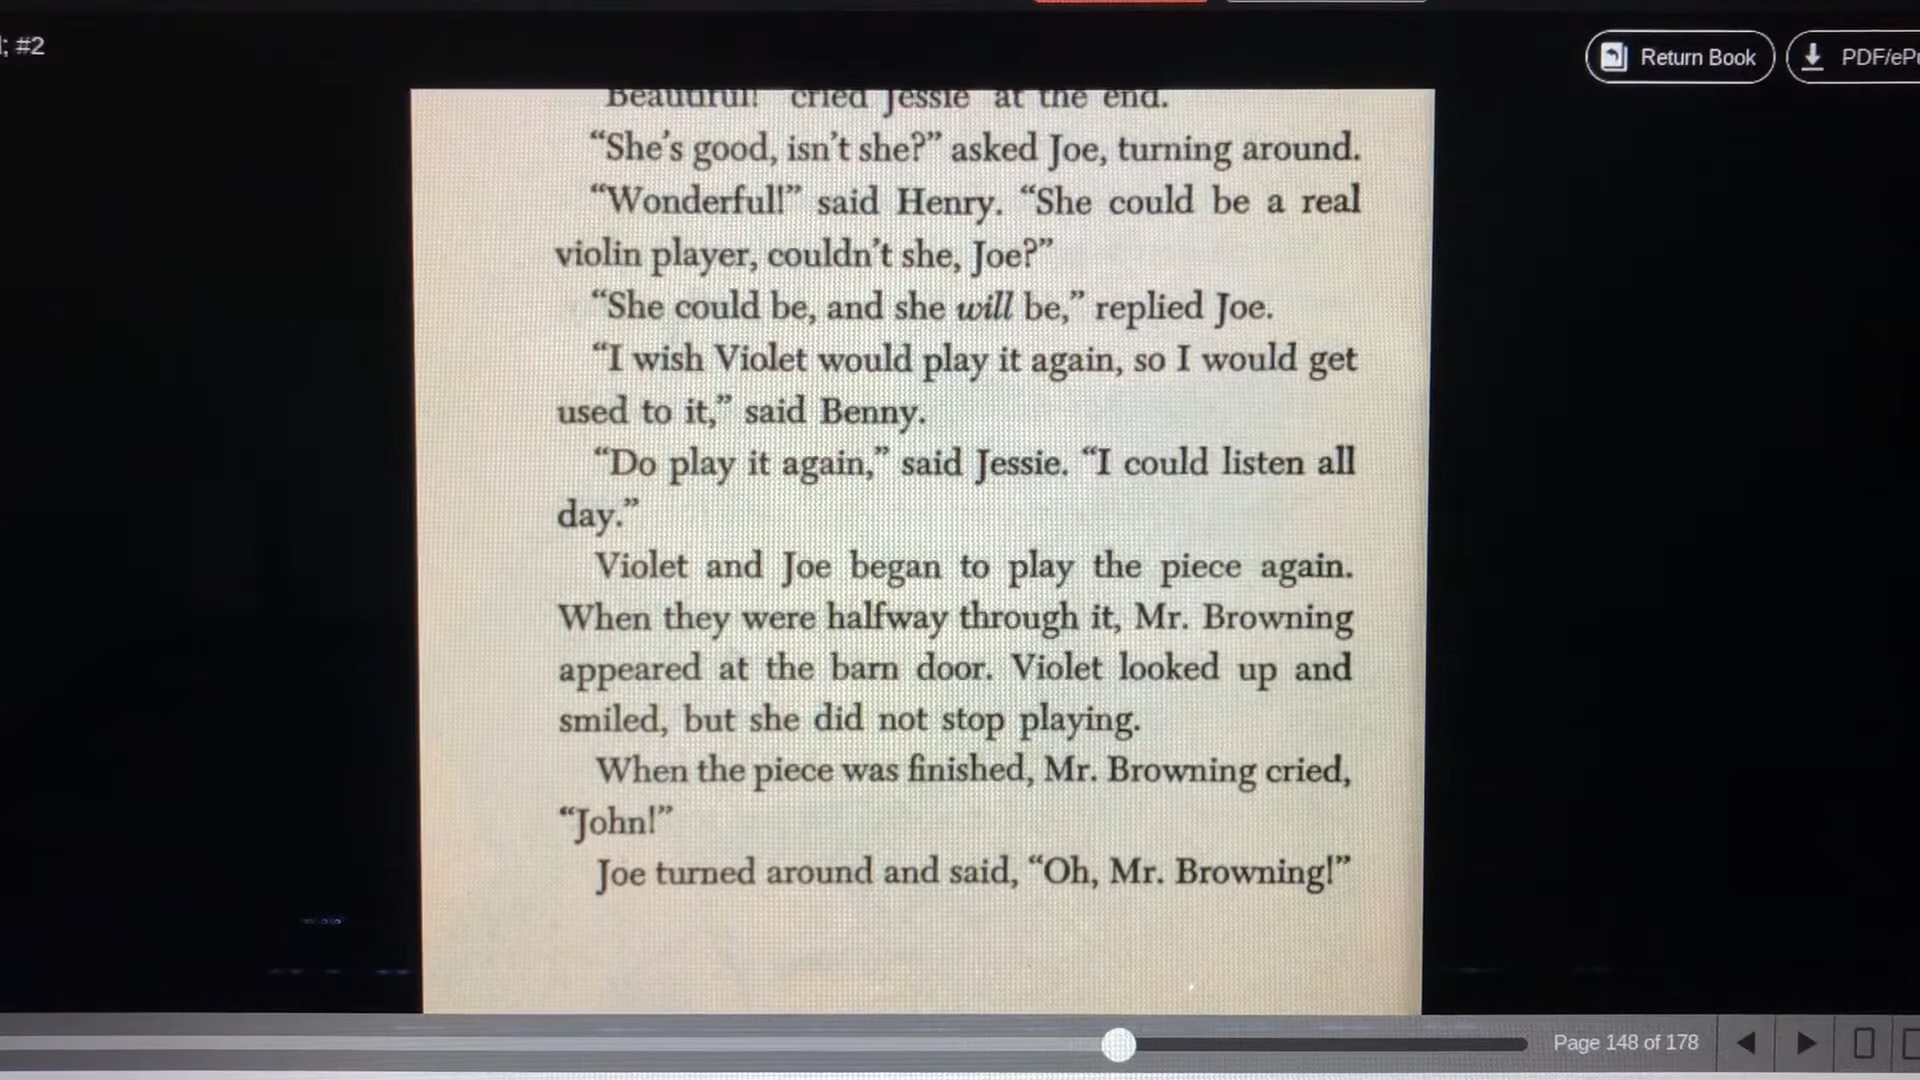 ; #2
Return Book
PDF/eP
Beautiful!" cried Jessie at the end.
“She’s good, isn’t she?” asked Joe, turning around.
“Wonderful!” said Henry. “She could be a real
violin player, couldn’t she, Joe?”
“She could be, and she will be,” replied Joe.
“I wish Violet would play it again, so I would get
used to it,” said Benny.
“Do play it again,” said Jessie. “I could listen all
day.”
Violet and Joe began to play the piece again.
When they were halfway through it, Mr. Browning
appeared at the barn door. Violet looked up and
smiled, but she did not stop playing.
When the piece was finished, Mr. Browning cried,
“John!”
Joe turned around and said, “Oh, Mr. Browning!”
Page 148 of 178